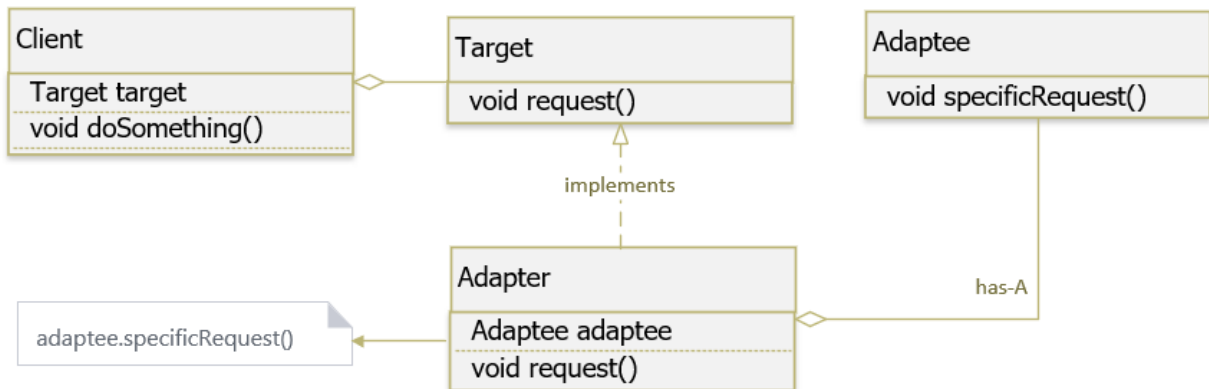 Client
Target target
void doSomething()
Target
void request()
Adaptee
void specificRequest()
implements
Adapter
Adaptee adaptee
void request()
has-A
adaptee.specificRequest()